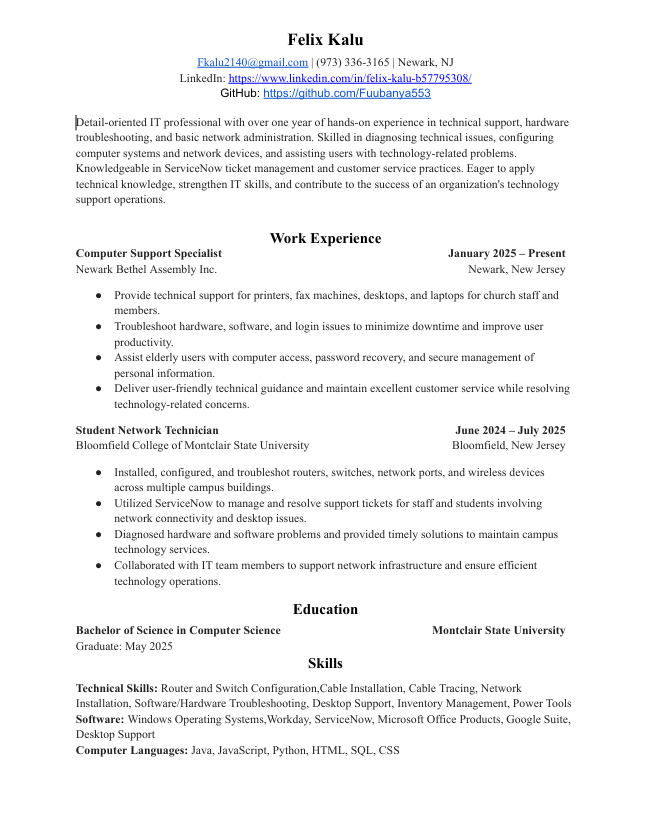 Felix Kalu
Fkalu2140@gmail.com | (973) 336-3165 | Newark, NJ
LinkedIn: https://www.linkedin.com/in/felix-kalu-b57795308/
GitHub: https://github.com/Fuubanya553
Detail-oriented IT professional with over one year of hands-on experience in technical support, hardware
troubleshooting, and basic network administration. Skilled in diagnosing technical issues, configuring
computer systems and network devices, and assisting users with technology-related problems.
Knowledgeable in ServiceNow ticket management and customer service practices. Eager to apply
technical knowledge, strengthen IT skills, and contribute to the success of an organization's technology
support operations.
Work Experience
Computer Support Specialist January 2025 – Present
Newark Bethel Assembly Inc. Newark, New Jersey
● Provide technical support for printers, fax machines, desktops, and laptops for church staff and
members.
● Troubleshoot hardware, software, and login issues to minimize downtime and improve user
productivity.
● Assist elderly users with computer access, password recovery, and secure management of
personal information.
● Deliver user-friendly technical guidance and maintain excellent customer service while resolving
technology-related concerns.
Student Network Technician June 2024 – July 2025
Bloomfield College of Montclair State University Bloomfield, New Jersey
● Installed, configured, and troubleshot routers, switches, network ports, and wireless devices
across multiple campus buildings.
● Utilized ServiceNow to manage and resolve support tickets for staff and students involving
network connectivity and desktop issues.
● Diagnosed hardware and software problems and provided timely solutions to maintain campus
technology services.
● Collaborated with IT team members to support network infrastructure and ensure efficient
technology operations.
Education
Bachelor of Science in Computer Science Montclair State University
Graduate: May 2025
Skills
Technical Skills: Router and Switch Configuration,Cable Installation, Cable Tracing, Network
Installation, Software/Hardware Troubleshooting, Desktop Support, Inventory Management, Power Tools
Software: Windows Operating Systems,Workday, ServiceNow, Microsoft Office Products, Google Suite,
Desktop Support
Computer Languages: Java, JavaScript, Python, HTML, SQL, CSS